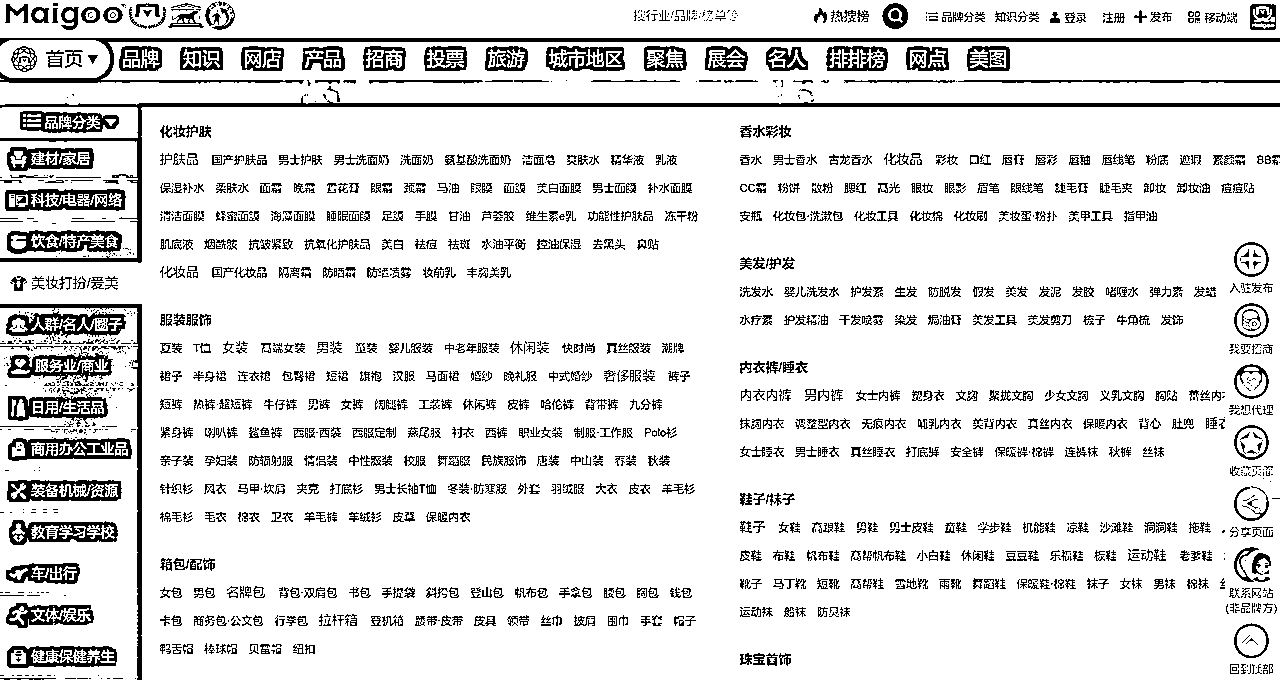 Maigoo
搜行业/品牌/榜单等
热搜榜 品牌分类 知识分类 登录 注册 发布 移动端
首页 品牌 知识 网店 产品 招商 投票 旅游 城市地区 聚焦 展会 名人 排排榜 网点 美图
品牌分类
建材/家居
科技/电器/网络
饮食/特产美食
美妆打扮/爱美
人群/名人/圈子
服务业/商业
日用/生活品
商用办公工业品
装备机械/资源
教育学习学校
车/出行
文体/娱乐
健康保健养生
化妆护肤
护肤品 国产护肤品 男士护肤 男士洗面奶 洗面奶 氨基酸洗面奶 洁面皂 爽肤水 精华液 乳液
保湿补水 柔肤水 面霜 晚霜 雪花膏 眼霜 颈霜 马油 眼膜 面膜 美白面膜 男士面膜 补水面膜
清洁面膜 蜂蜜面膜 海藻面膜 睡眠面膜 足膜 手膜 甘油 芦荟胶 维生素e乳 功能性护肤品 冻干粉
肌底液 烟酰胺 抗皱紧致 抗氧化护肤品 美白 祛痘 祛斑 水油平衡 控油保湿 去黑头 鼻贴
化妆品 国产化妆品 隔离霜 防晒霜 防晒喷雾 妆前乳 丰胸美乳
服装服饰
夏装 T恤 女装 高端女装 男装 童装 婴儿服装 中老年服装 休闲装 快时尚 真丝服装 潮牌
裙子 半身裙 连衣裙 包臀裙 短裙 旗袍 汉服 马面裙 婚纱 晚礼服 中式婚纱 奢侈服装 裤子
短裤 热裤·超短裤 牛仔裤 男裤 女裤 阔腿裤 工装裤 休闲裤 皮裤 哈伦裤 背带裤 九分裤
紧身裤 喇叭裤 鲨鱼裤 西服·西装 西服定制 燕尾服 衬衣 西裤 职业女装 制服·工作服 Polo衫
亲子装 孕妇装 防辐射服 情侣装 中性服装 校服 舞蹈服 民族服饰 唐装 中山装 春装 秋装
针织衫 风衣 马甲·坎肩 夹克 打底衫 男士长袖T恤 冬装·防寒服 外套 羽绒服 大衣 皮衣 羊毛衫
棉毛衫 毛衣 棉衣 卫衣 羊毛裤 羊绒衫 皮草 保暖内衣
箱包/配饰
女包 男包 名牌包 背包·双肩包 书包 手提袋 斜挎包 登山包 帆布包 手拿包 腰包 胸包 钱包
卡包 商务包·公文包 行李包 拉杆箱 登机箱 腰带·皮带 皮具 领带 丝巾 披肩 围巾 手套 帽子
鸭舌帽 棒球帽 贝雷帽 纽扣
香水彩妆
香水 男士香水 古龙香水 化妆品 彩妆 口红 唇膏 唇彩 唇釉 唇线笔 粉底 遮瑕 素颜霜 BB霜
CC霜 粉饼 散粉 腮红 高光 眼妆 眼影 眉笔 眼线笔 睫毛膏 睫毛夹 卸妆 卸妆油 痘痘贴
安瓶 化妆包·洗漱包 化妆工具 化妆棉 化妆刷 美妆蛋·粉扑 美甲工具 指甲油
美发/护发
洗发水 婴儿洗发水 护发素 生发 防脱发 假发 美发 发泥 发胶 啫喱水 弹力素 发蜡
水疗素 护发精油 干发喷雾 染发 焗油膏 美发工具 美发剪刀 梳子 牛角梳 发饰
内衣裤/睡衣
内衣内裤 男内裤 女士内裤 塑身衣 文胸 聚拢文胸 少女文胸 义乳文胸 胸贴 蕾丝内
抹胸内衣 调整型内衣 无痕内衣 哺乳内衣 美背内衣 真丝内衣 保暖内衣 背心 肚兜 睡衣
女士睡衣 男士睡衣 真丝睡衣 打底裤 安全裤 保暖裤·棉裤 连裤袜 秋裤 丝袜
鞋子/袜子
鞋子 女鞋 高跟鞋 男鞋 男士皮鞋 童鞋 学步鞋 机能鞋 凉鞋 沙滩鞋 洞洞鞋 拖鞋
皮鞋 布鞋 帆布鞋 高帮帆布鞋 小白鞋 休闲鞋 豆豆鞋 乐福鞋 板鞋 运动鞋 老爹鞋
靴子 马丁靴 短靴 高帮鞋 雪地靴 雨靴 舞蹈鞋 保暖鞋·棉鞋 袜子 女袜 男袜 棉袜
运动袜 船袜 防臭袜
珠宝首饰
入驻发布
我要招商
我想代理
收藏页面
分享页面
联系网站
(非品牌方)
回到顶部